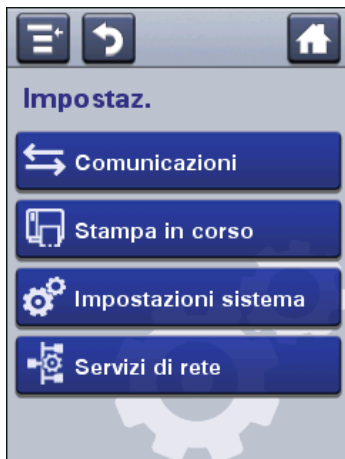 Impostaz.
Comunicazioni
Stampa in corso
Impostazioni sistema
Servizi di rete